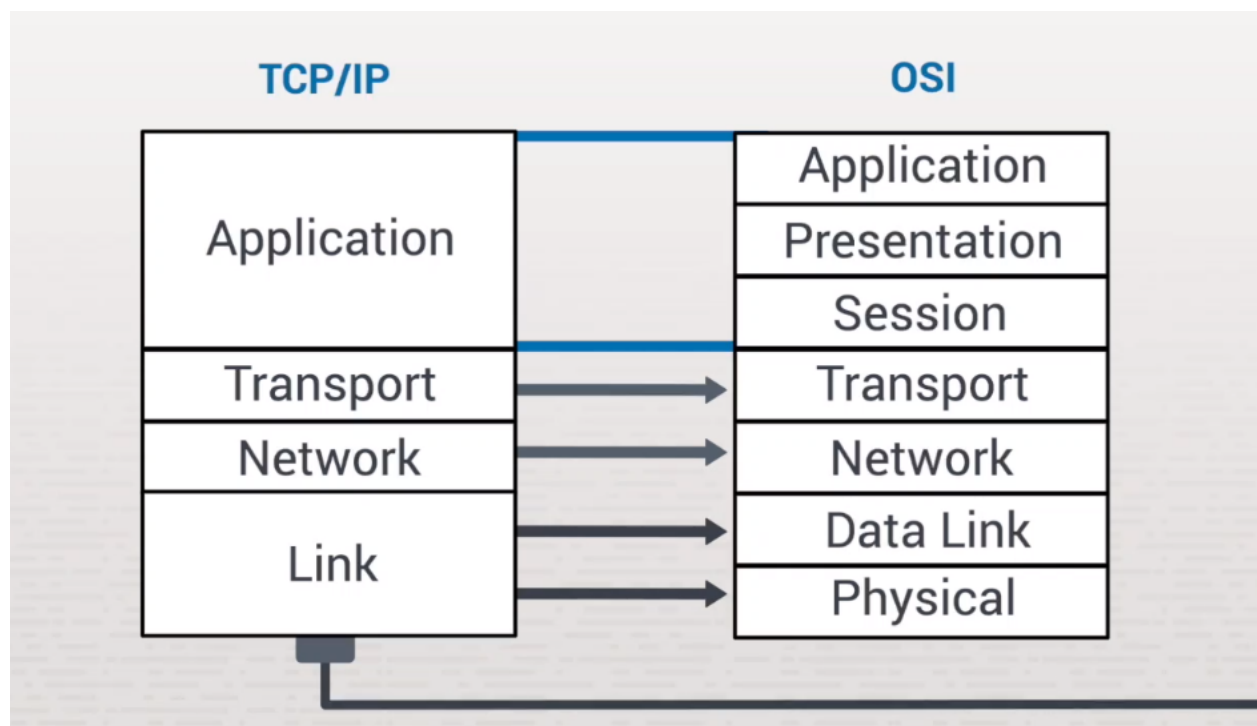 TCP/IP
Application
Transport
Network
Link
OSI
Application
Presentation
Session
Transport
Network
Data Link
Physical